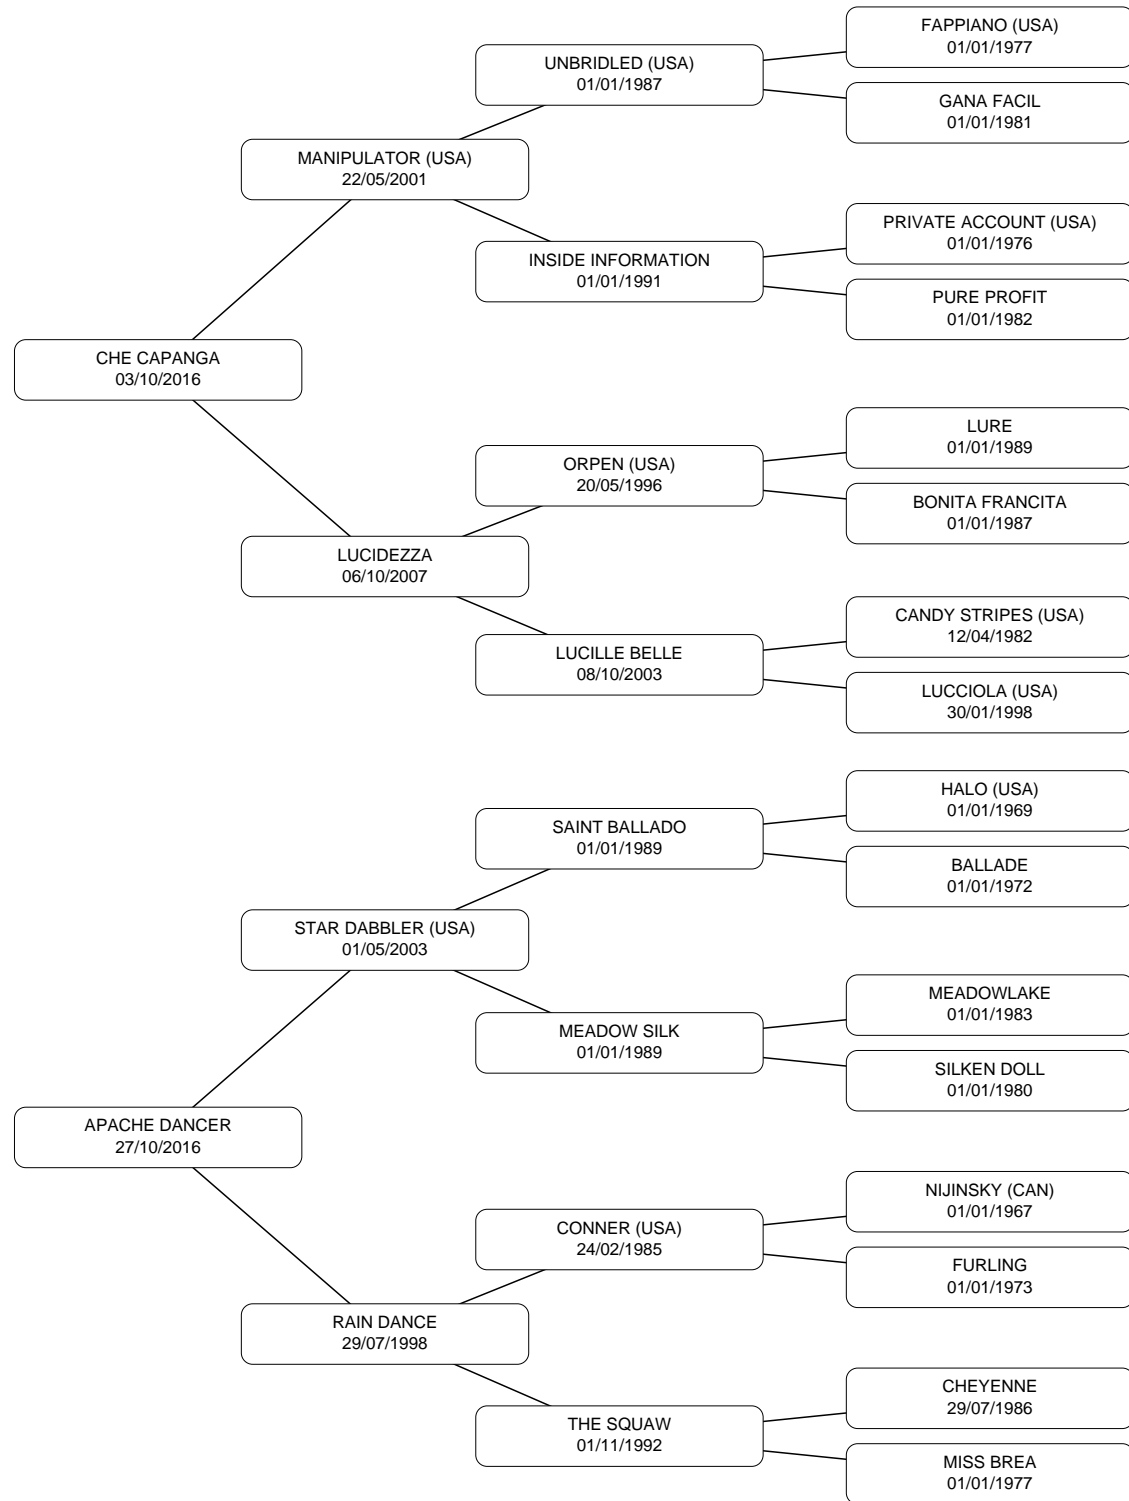 FAPPIANO (USA)
01/01/1977
UNBRIDLED (USA)
01/01/1987
GANA FACIL
01/01/1981
MANIPULATOR (USA)
22/05/2001
PRIVATE ACCOUNT (USA)
01/01/1976
INSIDE INFORMATION
01/01/1991
PURE PROFIT
01/01/1982
CHE CAPANGA
03/10/2016
LURE
01/01/1989
ORPEN (USA)
20/05/1996
BONITA FRANCITA
01/01/1987
LUCIDEZZA
06/10/2007
CANDY STRIPES (USA)
12/04/1982
LUCILLE BELLE
08/10/2003
LUCCIOLA (USA)
30/01/1998
HALO (USA)
01/01/1969
SAINT BALLADO
01/01/1989
BALLADE
01/01/1972
STAR DABBLER (USA)
01/05/2003
MEADOWLAKE
01/01/1983
MEADOW SILK
01/01/1989
SILKEN DOLL
01/01/1980
APACHE DANCER
27/10/2016
NIJINSKY (CAN)
01/01/1967
CONNER (USA)
24/02/1985
FURLING
01/01/1973
RAIN DANCE
29/07/1998
CHEYENNE
29/07/1986
THE SQUAW
01/11/1992
MISS BREA
01/01/1977